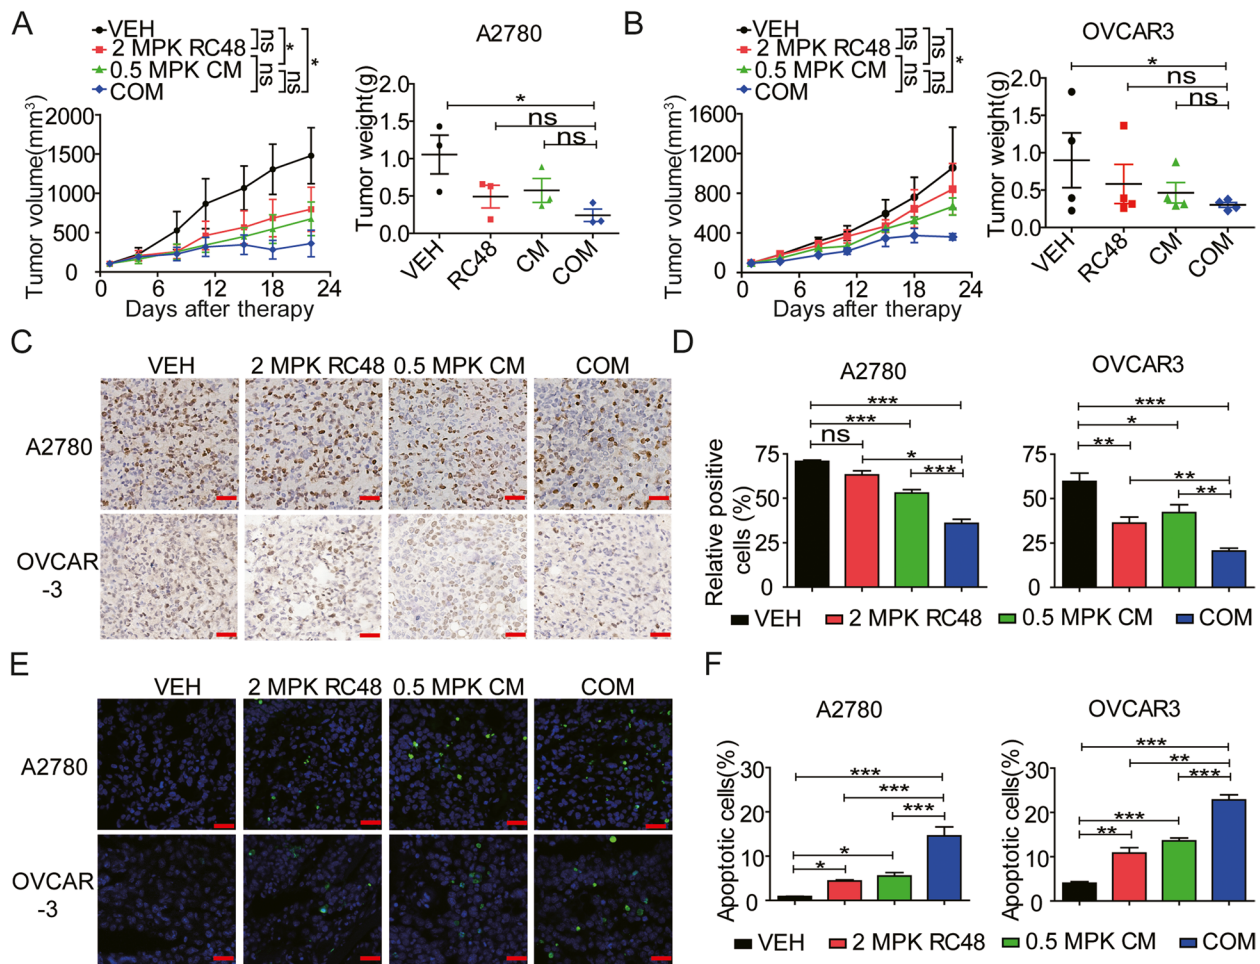 A
VEH
2 MPK RC48
0.5 MPK CM
COM
ns
ns
*
ns
ns
*
A2780
Tumor volume(mm³)
2000
1500
1000
500
0
0
6
12
18
24
Days after therapy
Tumor weight(g)
2.0
1.5
1.0
0.5
0.0
*
ns
ns
VEH
RC48
CM
COM
B
VEH
2 MPK RC48
0.5 MPK CM
COM
ns
ns
ns
ns
ns
*
OVCAR3
Tumor volume(mm³)
1600
1200
800
400
0
0
6
12
18
24
Days after therapy
Tumor weight(g)
2.0
1.5
1.0
0.5
0.0
*
ns
ns
VEH
RC48
CM
COM
C
VEH
2 MPK RC48
0.5 MPK CM
COM
A2780
OVCAR
-3
D
A2780
Relative positive
cells (%)
75
50
25
0
***
***
ns
*
***
OVCAR3
75
50
25
0
***
*
**
**
**
VEH
2 MPK RC48
0.5 MPK CM
COM
E
VEH
2 MPK RC48
0.5 MPK CM
COM
A2780
OVCAR
-3
F
A2780
Apoptotic cells(%)
30
20
10
0
***
***
***
*
*
OVCAR3
Apoptotic cells(%)
30
20
10
0
***
**
***
***
**
VEH
2 MPK RC48
0.5 MPK CM
COM